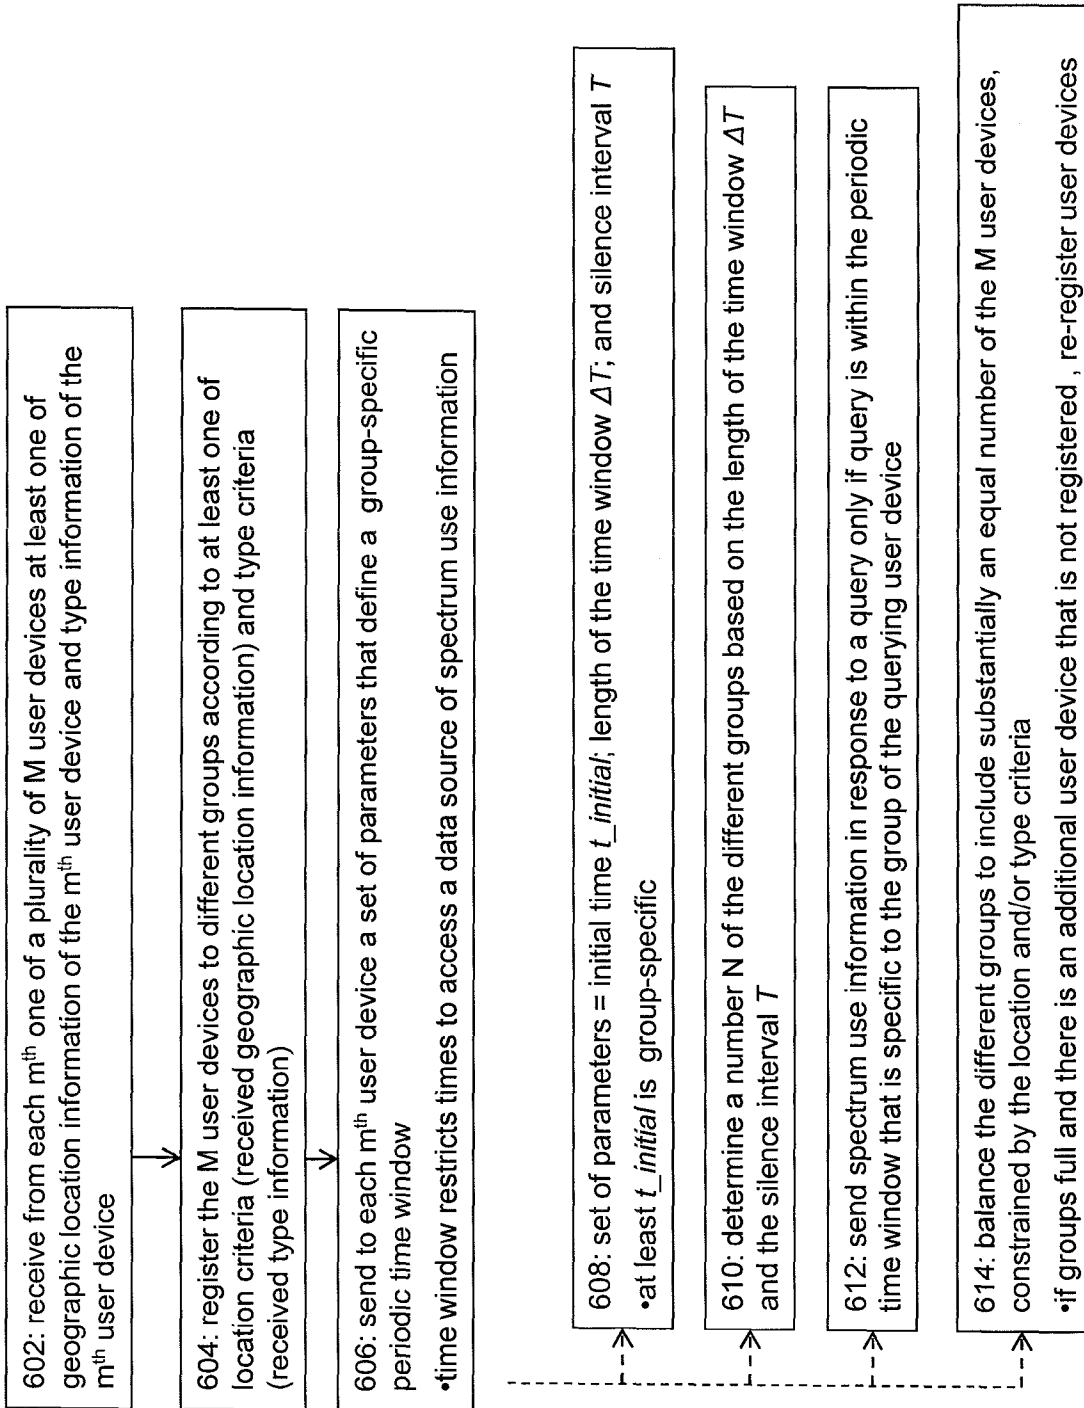 602: receive from each mth one of a plurality of M user devices at least one of
geographic location information of the mth user device and type information of the
mth user device
604: register the M user devices to different groups according to at least one of
location criteria (received geographic location information) and type criteria
(received type information)
606: send to each mth user device a set of parameters that define a group-specific
periodic time window
•time window restricts times to access a data source of spectrum use information
608: set of parameters = initial time t_initial; length of the time window ΔT; and silence interval T
•at least t_initial is group-specific
610: determine a number N of the different groups based on the length of the time window ΔT
and the silence interval T
612: send spectrum use information in response to a query only if query is within the periodic
time window that is specific to the group of the querying user device
614: balance the different groups to include substantially an equal number of the M user devices,
constrained by the location and/or type criteria
•if groups full and there is an additional user device that is not registered , re-register user devices